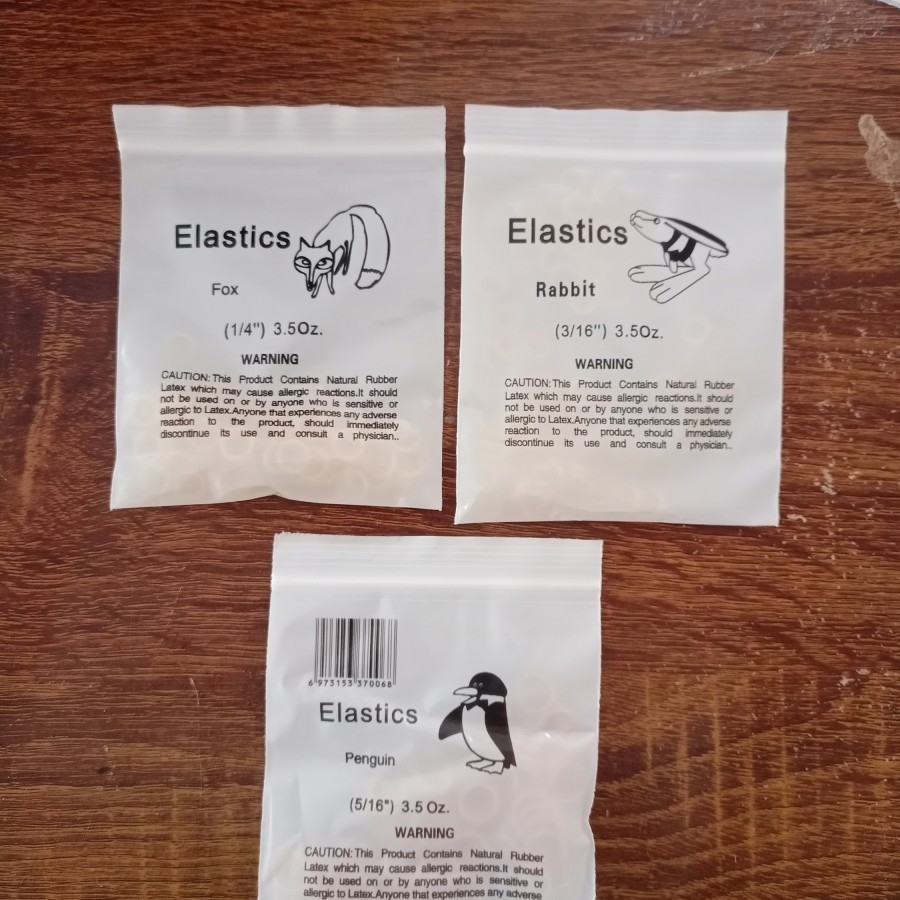 Elastics
Fox
(1/4") 3.5Oz.
WARNING
CAUTION:This Product Contains Natural Rubber
Latex which may cause allergic reactions.It should
not be used on or by anyone who is sensitive or
allergic to Latex.Anyone that experiences any adverse
reaction to the product, should immediately
discontinue its use and consult a physician..
Elastics
Rabbit
(3/16") 3.5Oz.
WARNING
CAUTION:This Product Contains Natural Rubber
Latex which may cause allergic reactions.It should
not be used on or by anyone who is sensitive or
allergic to Latex.Anyone that experiences any adverse
reaction to the product, should immediately
discontinue its use and consult a physician..
6 973153 370068
Elastics
Penguin
(5/16") 3.5 Oz.
WARNING
CAUTION:This Product Contains Natural Rubber
Latex which may cause allergic reactions.It should
not be used on or by anyone who is sensitive or
allergic to Latex.Anyone that experiences any adverse